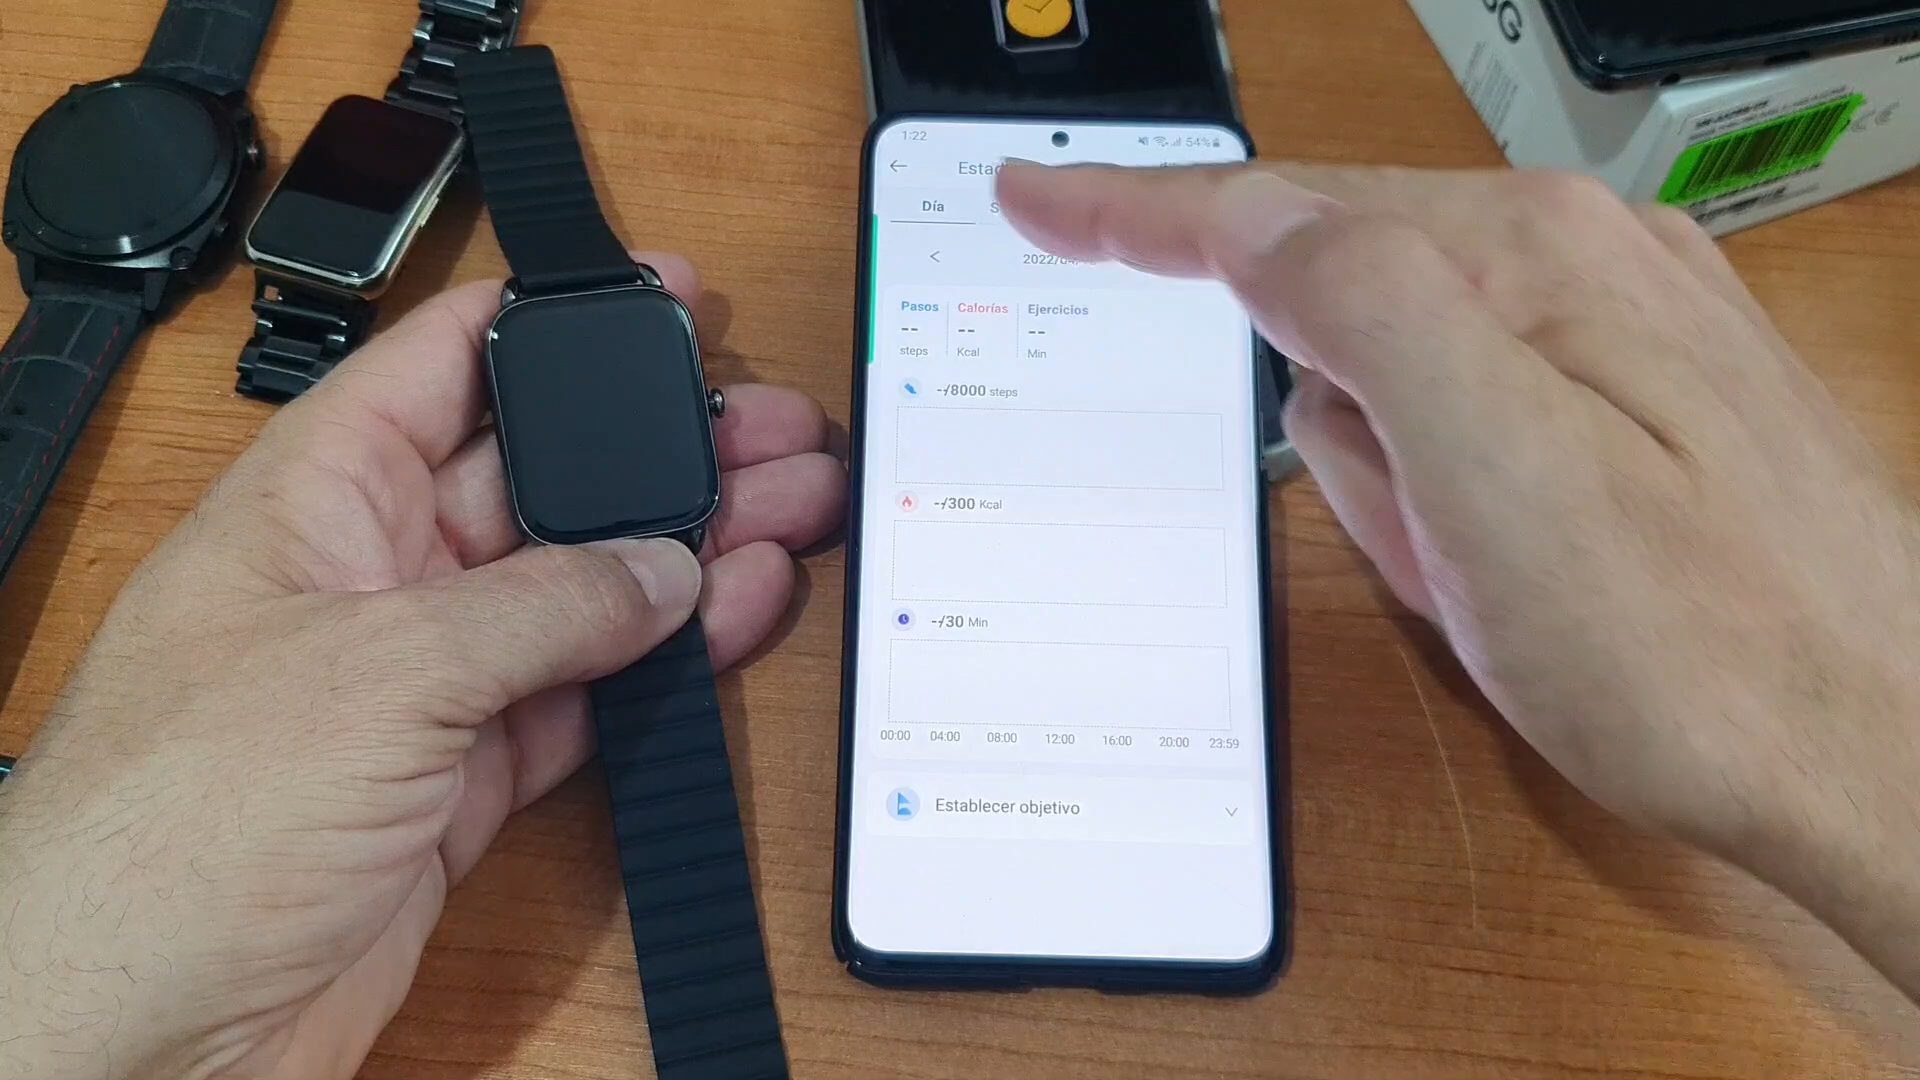 5G
1:22
54%
Día
Pasos
Calorías
Ejercicios
--
--
--
steps
Kcal
Min
--/8000 steps
--/300 Kcal
--/30 Min
00:00 04:00 08:00 12:00 16:00 20:00 23:59
Establecer objetivo